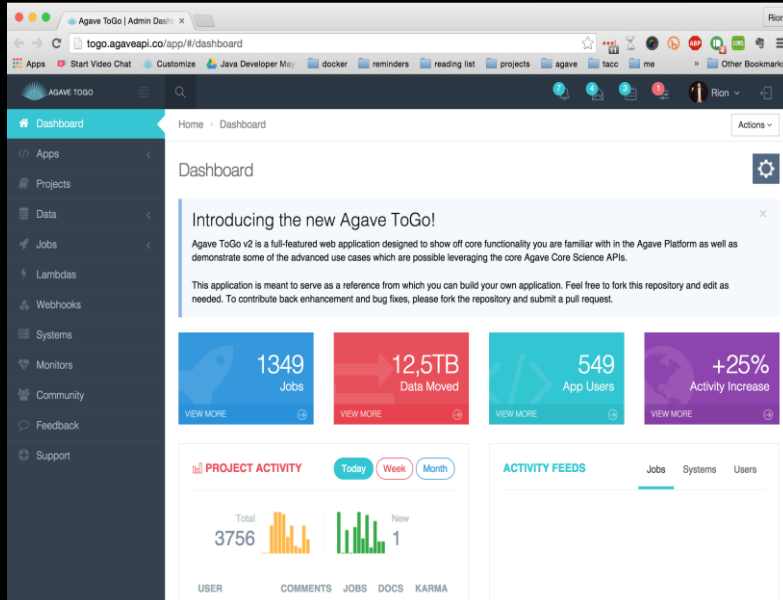 Agave ToGo | Admin Dash
Rion
togo.agaveapi.co/app/#/dashboard
Apps Start Video Chat Customize Java Developer May docker reminders reading list projects agave tacc me » Other Bookmarks
AGAVE TOGO 7 4 3 1 Rion
Dashboard
Apps
Projects
Data
Jobs
Lambdas
Webhooks
Systems
Monitors
Community
Feedback
Support
Home Dashboard Actions
Dashboard
Introducing the new Agave ToGo!
Agave ToGo v2 is a full-featured web application designed to show off core functionality you are familiar with in the Agave Platform as well as
demonstrate some of the advanced use cases which are possible leveraging the core Agave Core Science APIs.
This application is meant to serve as a reference from which you can build your own application. Feel free to fork this repository and edit as
needed. To contribute back enhancement and bug fixes, please fork the repository and submit a pull request.
1349
Jobs
VIEW MORE
12,5TB
Data Moved
VIEW MORE
549
App Users
VIEW MORE
+25%
Activity Increase
VIEW MORE
PROJECT ACTIVITY Today Week Month
Total
3756
New
1
USER COMMENTS JOBS DOCS KARMA
ACTIVITY FEEDS Jobs Systems Users